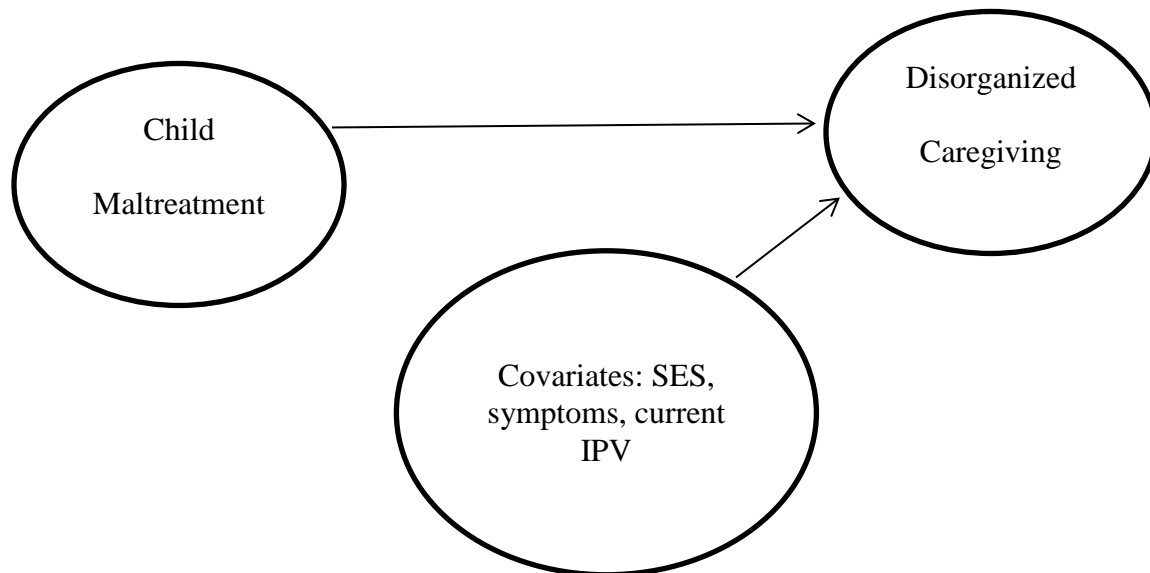 Child
Maltreatment
Disorganized
Caregiving
Covariates: SES,
symptoms, current
IPV